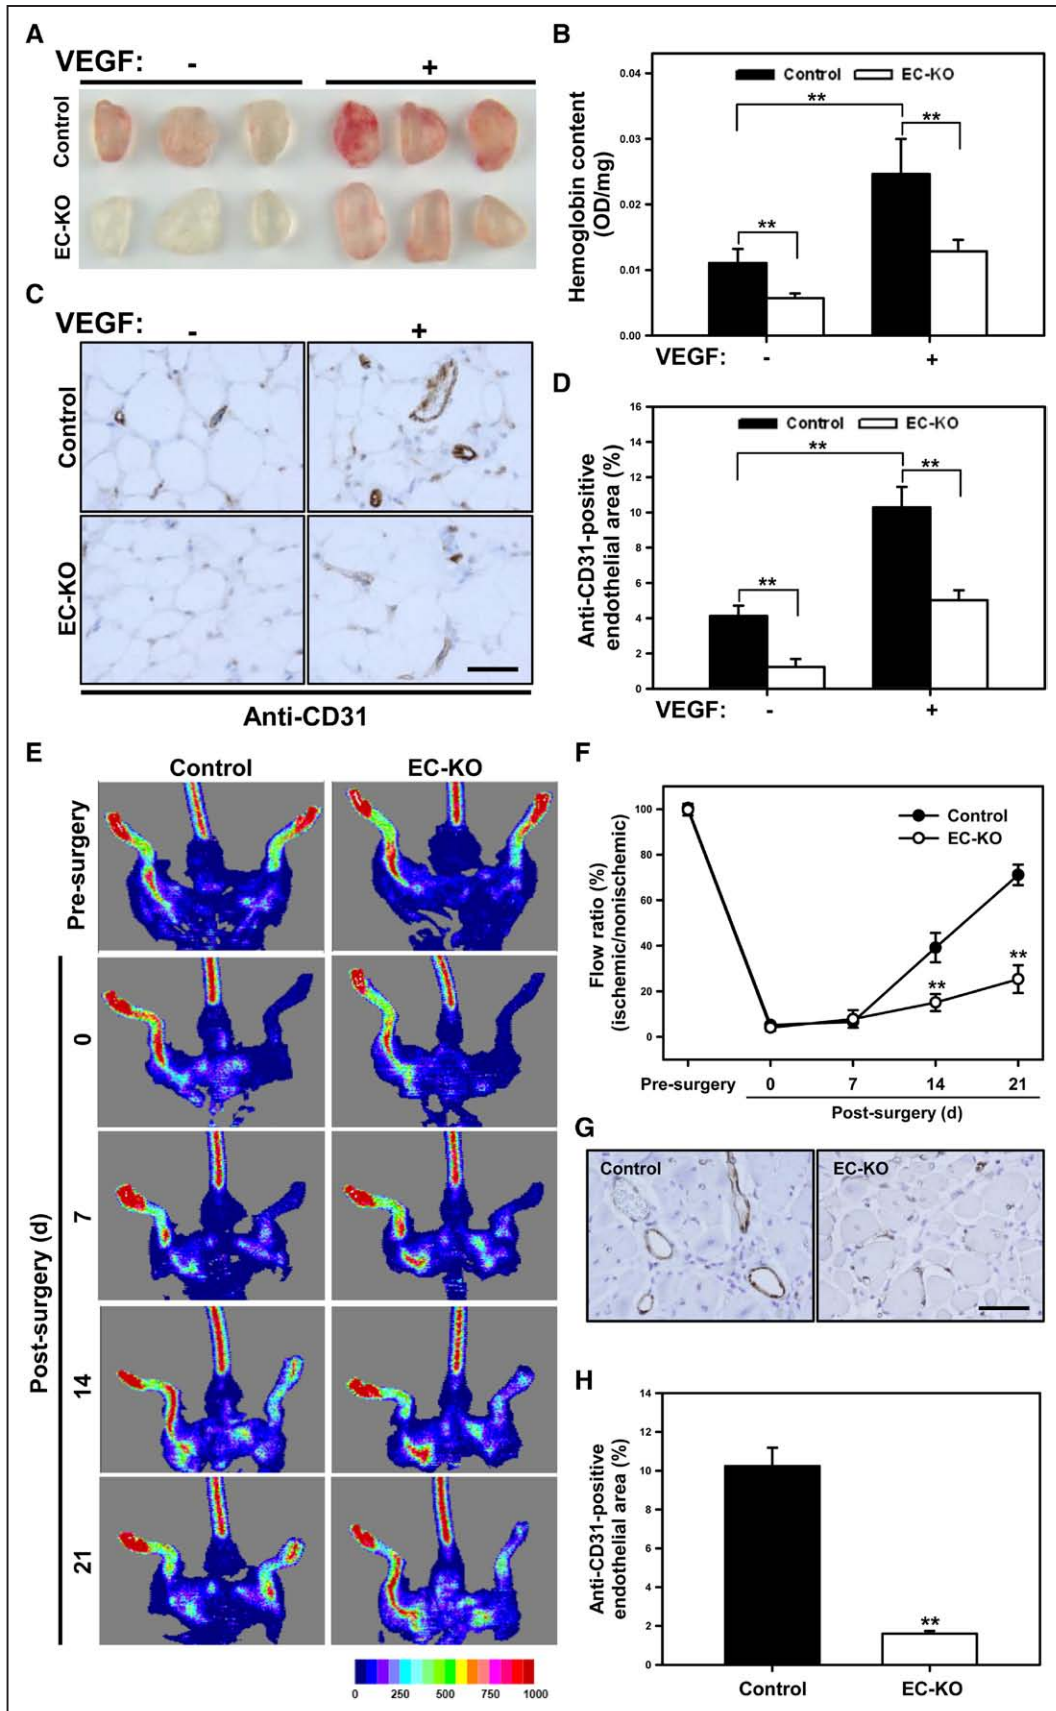 A
VEGF: - +
Control
EC-KO
B
Hemoglobin content
(OD/mg)
0.04
0.03
0.02
0.01
0.00
Control EC-KO
**
**
**
VEGF: - +
C
VEGF: - +
Control
EC-KO
Anti-CD31
D
Anti-CD31-positive
endothelial area (%)
16
14
12
10
8
6
4
2
0
Control EC-KO
**
**
**
VEGF: - +
E
Control EC-KO
Pre-surgery
Post-surgery (d)
0
7
14
21
0 250 500 750 1000
F
Flow ratio (%)
(ischemic/nonischemic)
100
80
60
40
20
0
Control
EC-KO
**
**
Pre-surgery 0 7 14 21
Post-surgery (d)
G
Control EC-KO
H
Anti-CD31-positive
endothelial area (%)
14
12
10
8
6
4
2
0
**
Control EC-KO